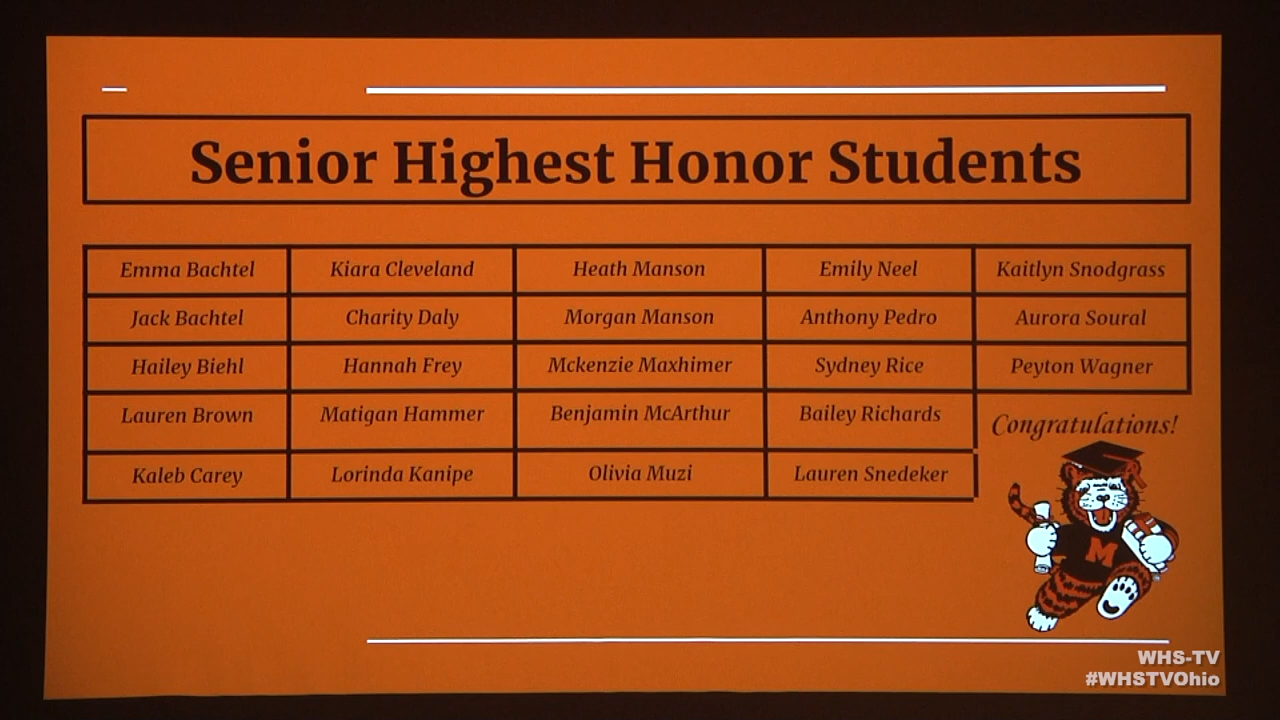 Senior Highest Honor Students
Emma Bachtel Kiara Cleveland Heath Manson Emily Neel Kaitlyn Snodgrass
Jack Bachtel Charity Daly Morgan Manson Anthony Pedro Aurora Soural
Hailey Biehl Hannah Frey Mckenzie Maxhimer Sydney Rice Peyton Wagner
Lauren Brown Matigan Hammer Benjamin McArthur Bailey Richards
Kaleb Carey Lorinda Kanipe Olivia Muzi Lauren Snedeker
Congratulations!
M
WHS-TV
#WHSTVOhio